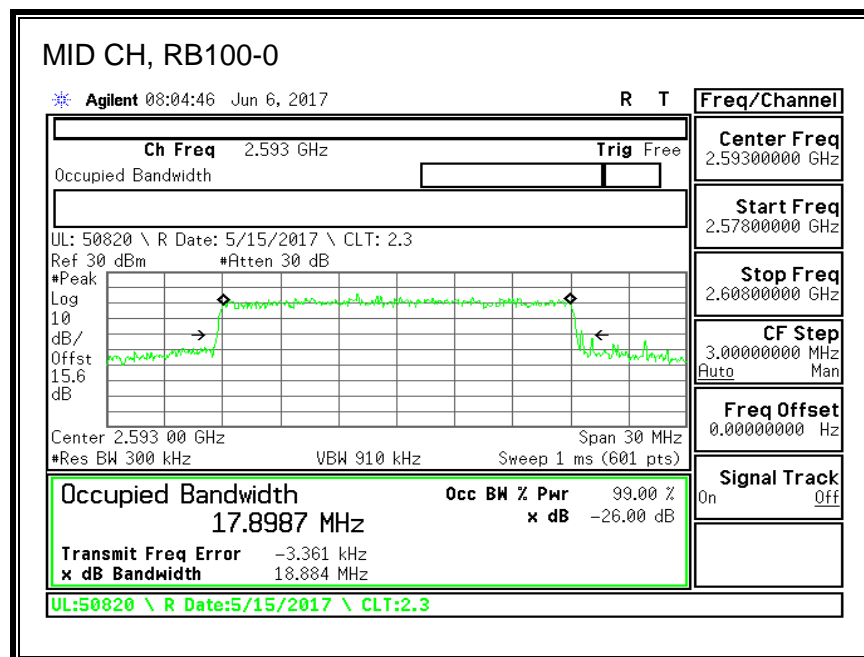 MID CH, RB100-0
Agilent 08:04:46 Jun 6, 2017 R T
Ch Freq 2.593 GHz Trig Free
Occupied Bandwidth
UL: 50820 \ R Date: 5/15/2017 \ CLT: 2.3
Ref 30 dBm #Atten 30 dB
#Peak
Log
10
dB/
Offst
15.6
dB
Center 2.593 00 GHz Span 30 MHz
#Res BW 300 kHz VBW 910 kHz Sweep 1 ms (601 pts)
Occupied Bandwidth Occ BW % Pwr 99.00 %
17.8987 MHz x dB -26.00 dB
Transmit Freq Error -3.361 kHz
x dB Bandwidth 18.884 MHz
UL:50820 \ R Date:5/15/2017 \ CLT:2.3
Freq/Channel
Center Freq
2.59300000 GHz
Start Freq
2.57800000 GHz
Stop Freq
2.60800000 GHz
CF Step
3.00000000 MHz
Auto Man
Freq Offset
0.00000000 Hz
Signal Track
On Off